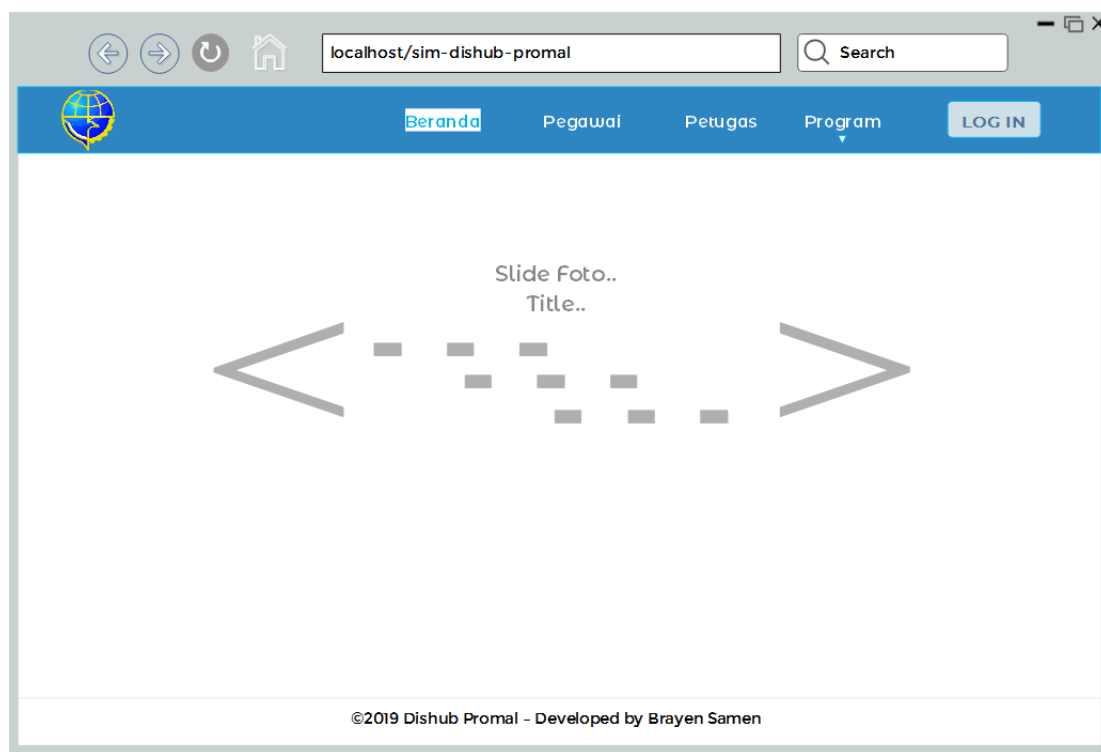 localhost/sim-dishub-promal
Search
Beranda Pegawai Petugas Program LOG IN
Slide Foto..
Title..
©2019 Dishub Promal – Developed by Brayen Samen